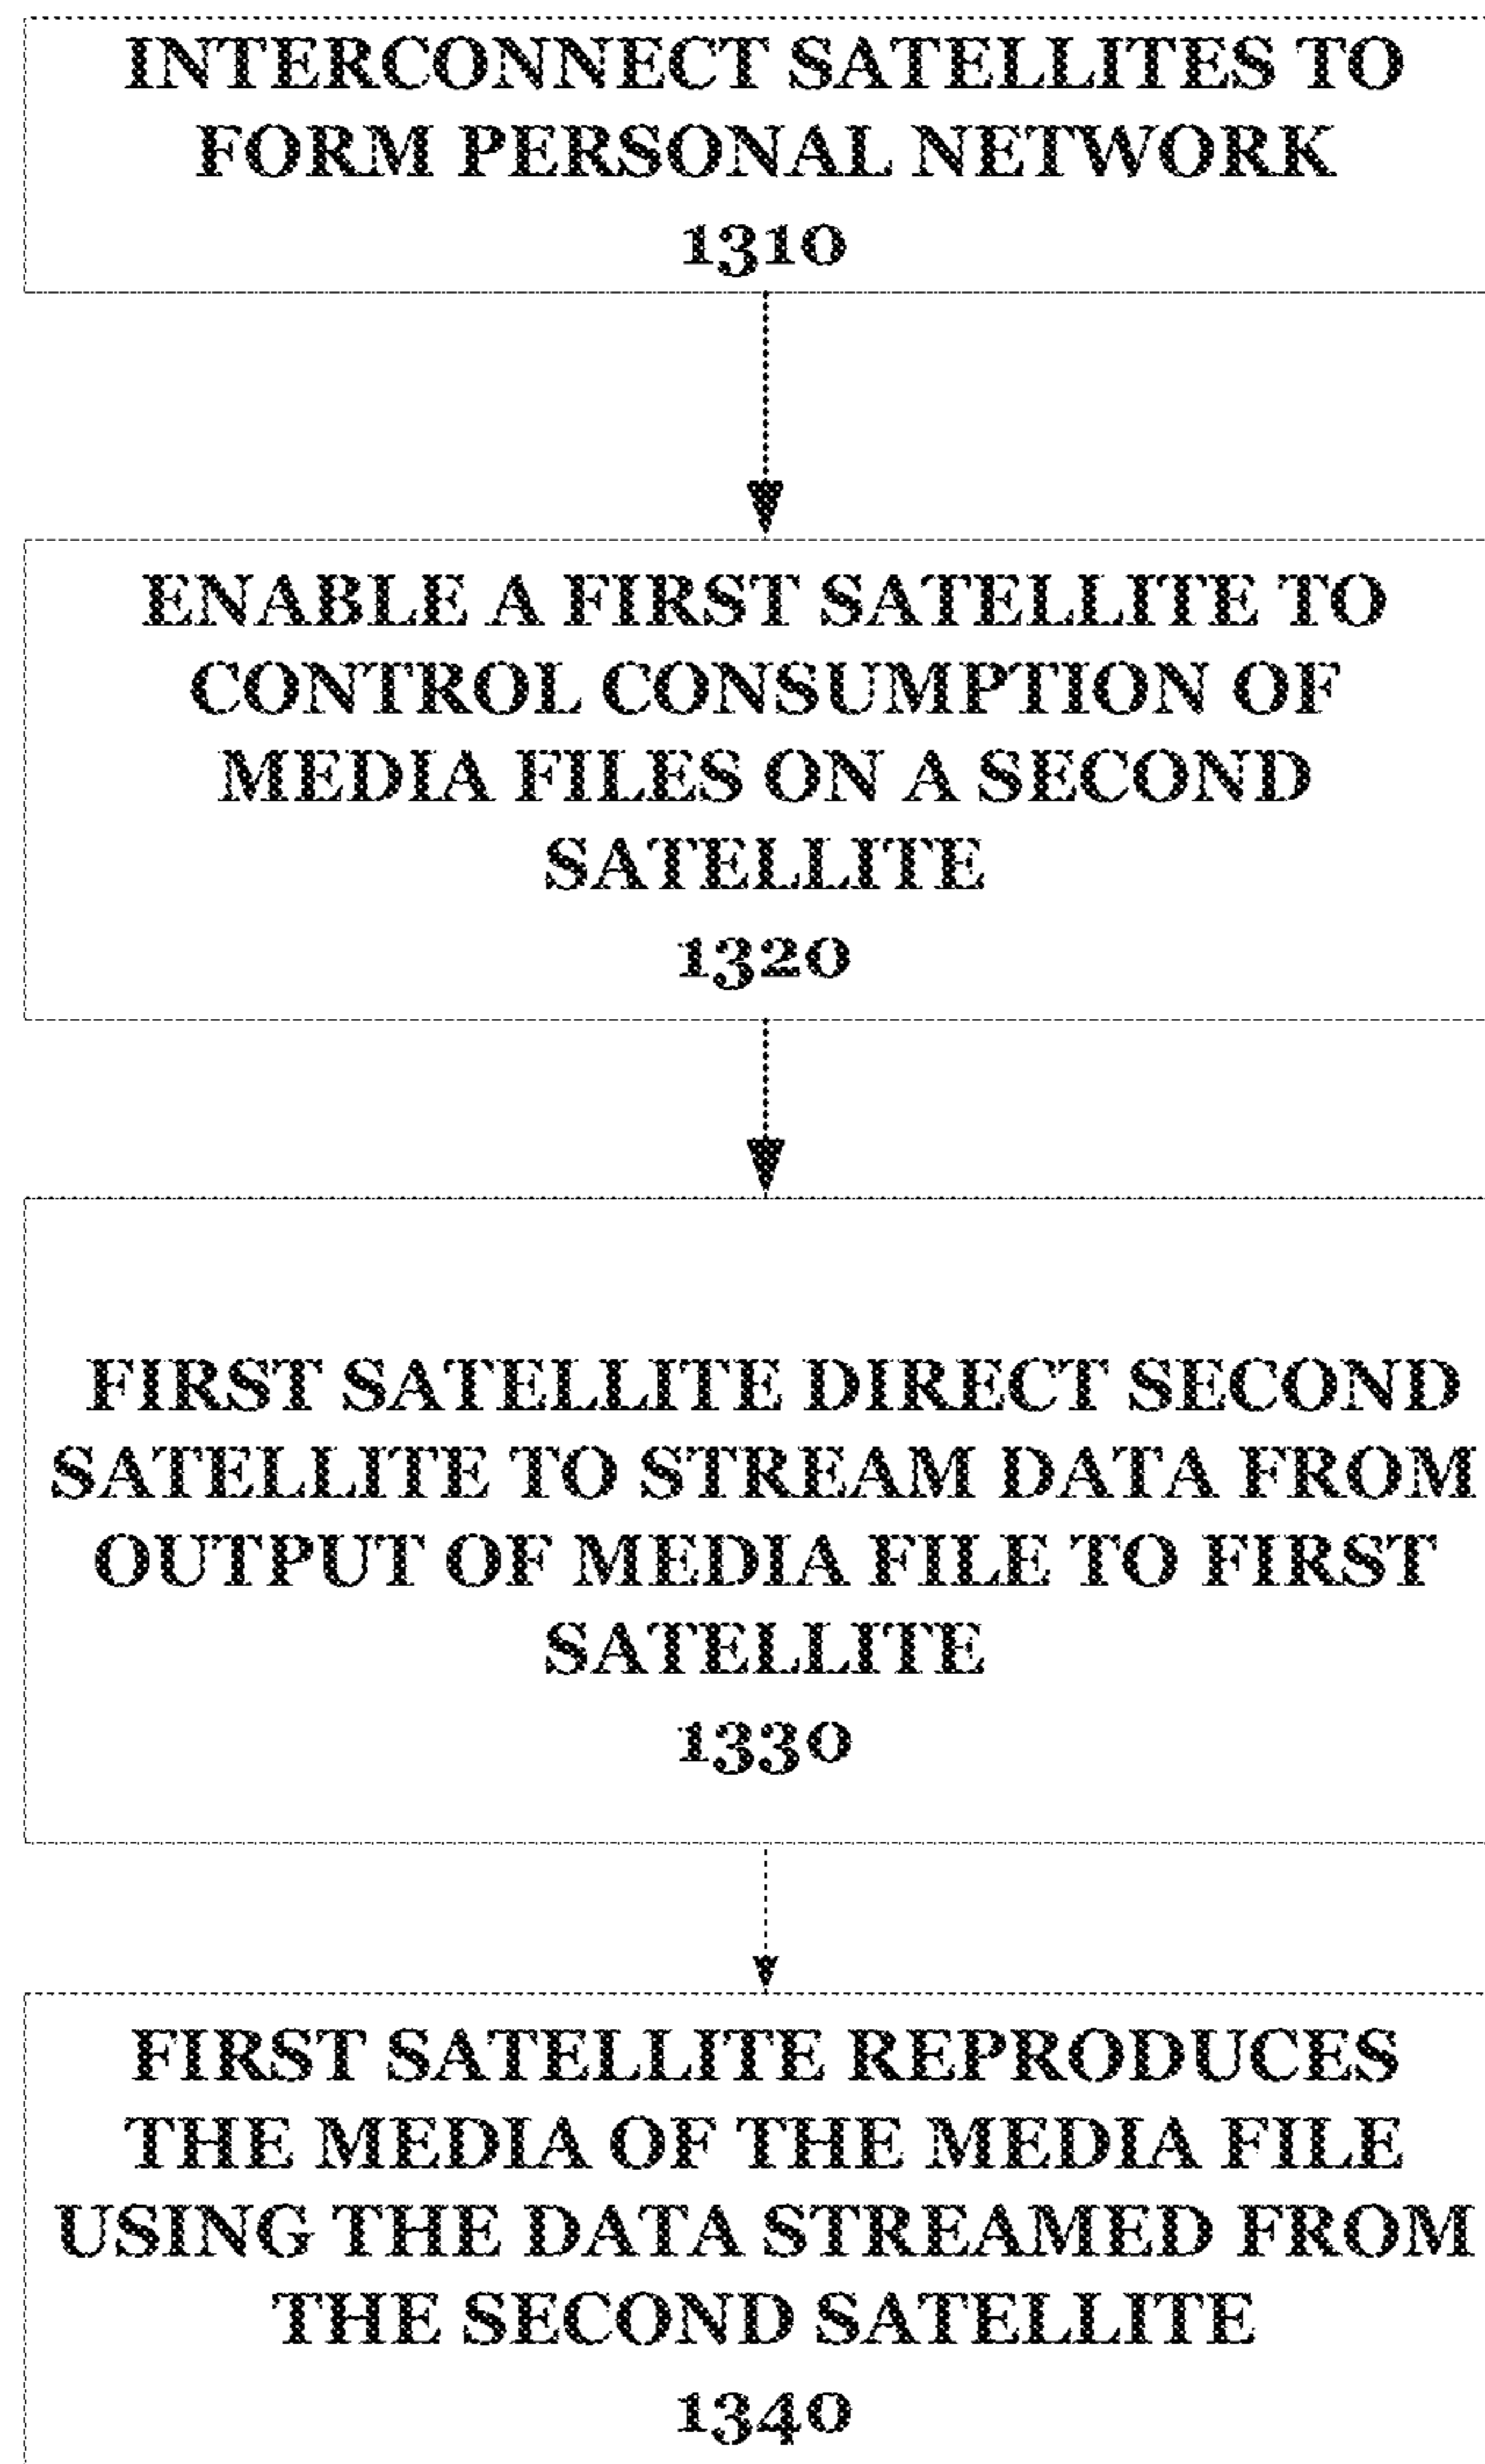 INTERCONNECT SATELLITES TO
FORM PERSONAL NETWORK
1310
ENABLE A FIRST SATELLITE TO
CONTROL CONSUMPTION OF
MEDIA FILES ON A SECOND
SATELLITE
1320
FIRST SATELLITE DIRECT SECOND
SATELLITE TO STREAM DATA FROM
OUTPUT OF MEDIA FILE TO FIRST
SATELLITE
1330
FIRST SATELLITE REPRODUCES
THE MEDIA OF THE MEDIA FILE
USING THE DATA STREAMED FROM
THE SECOND SATELLITE
1340